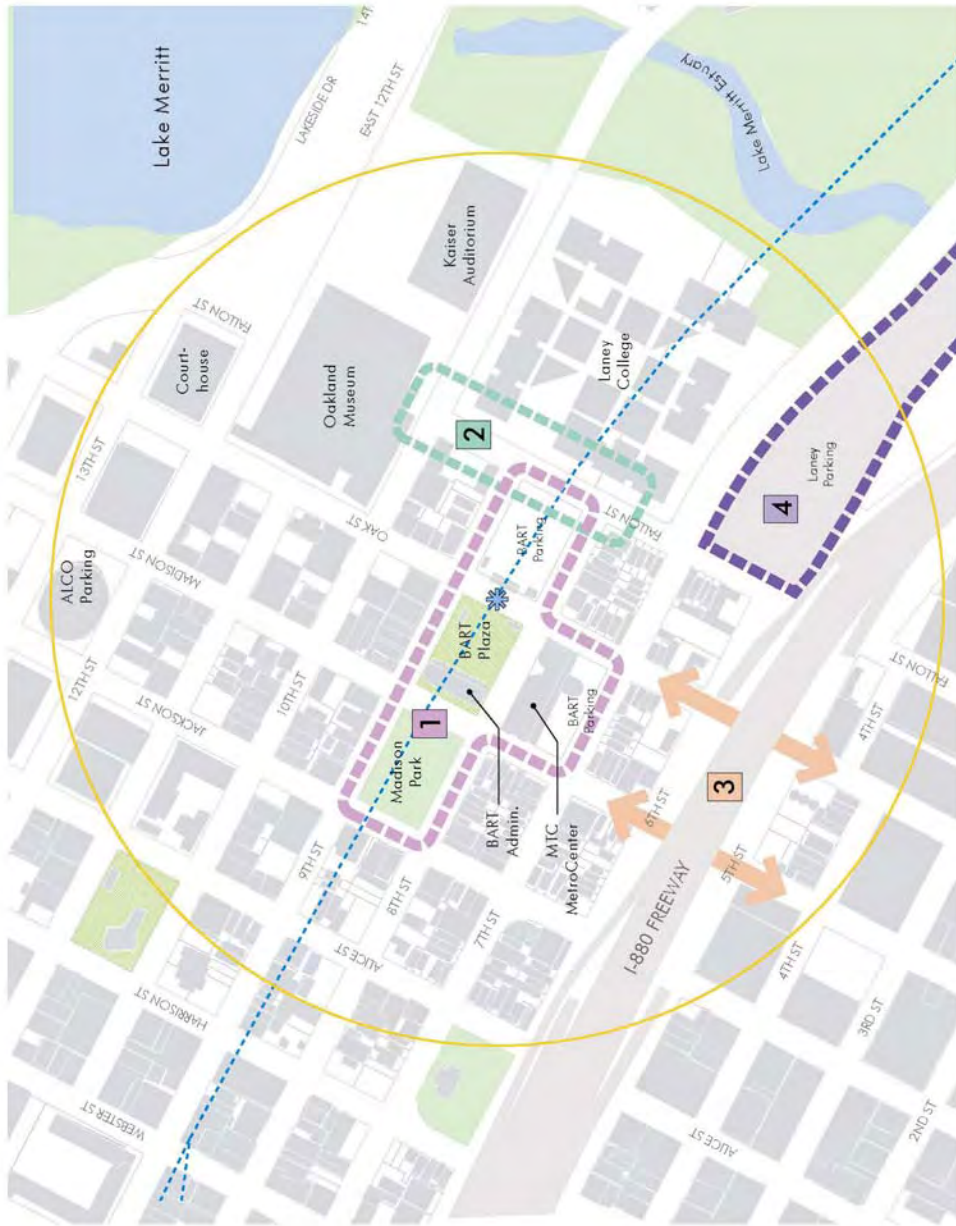 Lake Merritt
14T
LAKESIDE DR
EAST 12TH ST
Lake Merritt Estuary
Kaiser
Auditorium
FALLON ST
Court-
house
Oakland
Museum
13TH ST
ALCO
Parking
MADISON ST
OAK ST
12TH ST
JACKSON ST
10TH ST
2
Laney
College
BART
Parking
FALLON ST
4
Laney
Parking
BART
Plaza
1
Madison
Park
BART
Admin.
MTC
MetroCenter
BART
Parking
9TH ST
8TH ST
7TH ST
ALICE ST
HARRISON ST
WEBSTER ST
6TH ST
3
5TH ST
I-880 FREEWAY
FALLON ST
4TH ST
4TH ST
3RD ST
2ND ST
ALICE ST